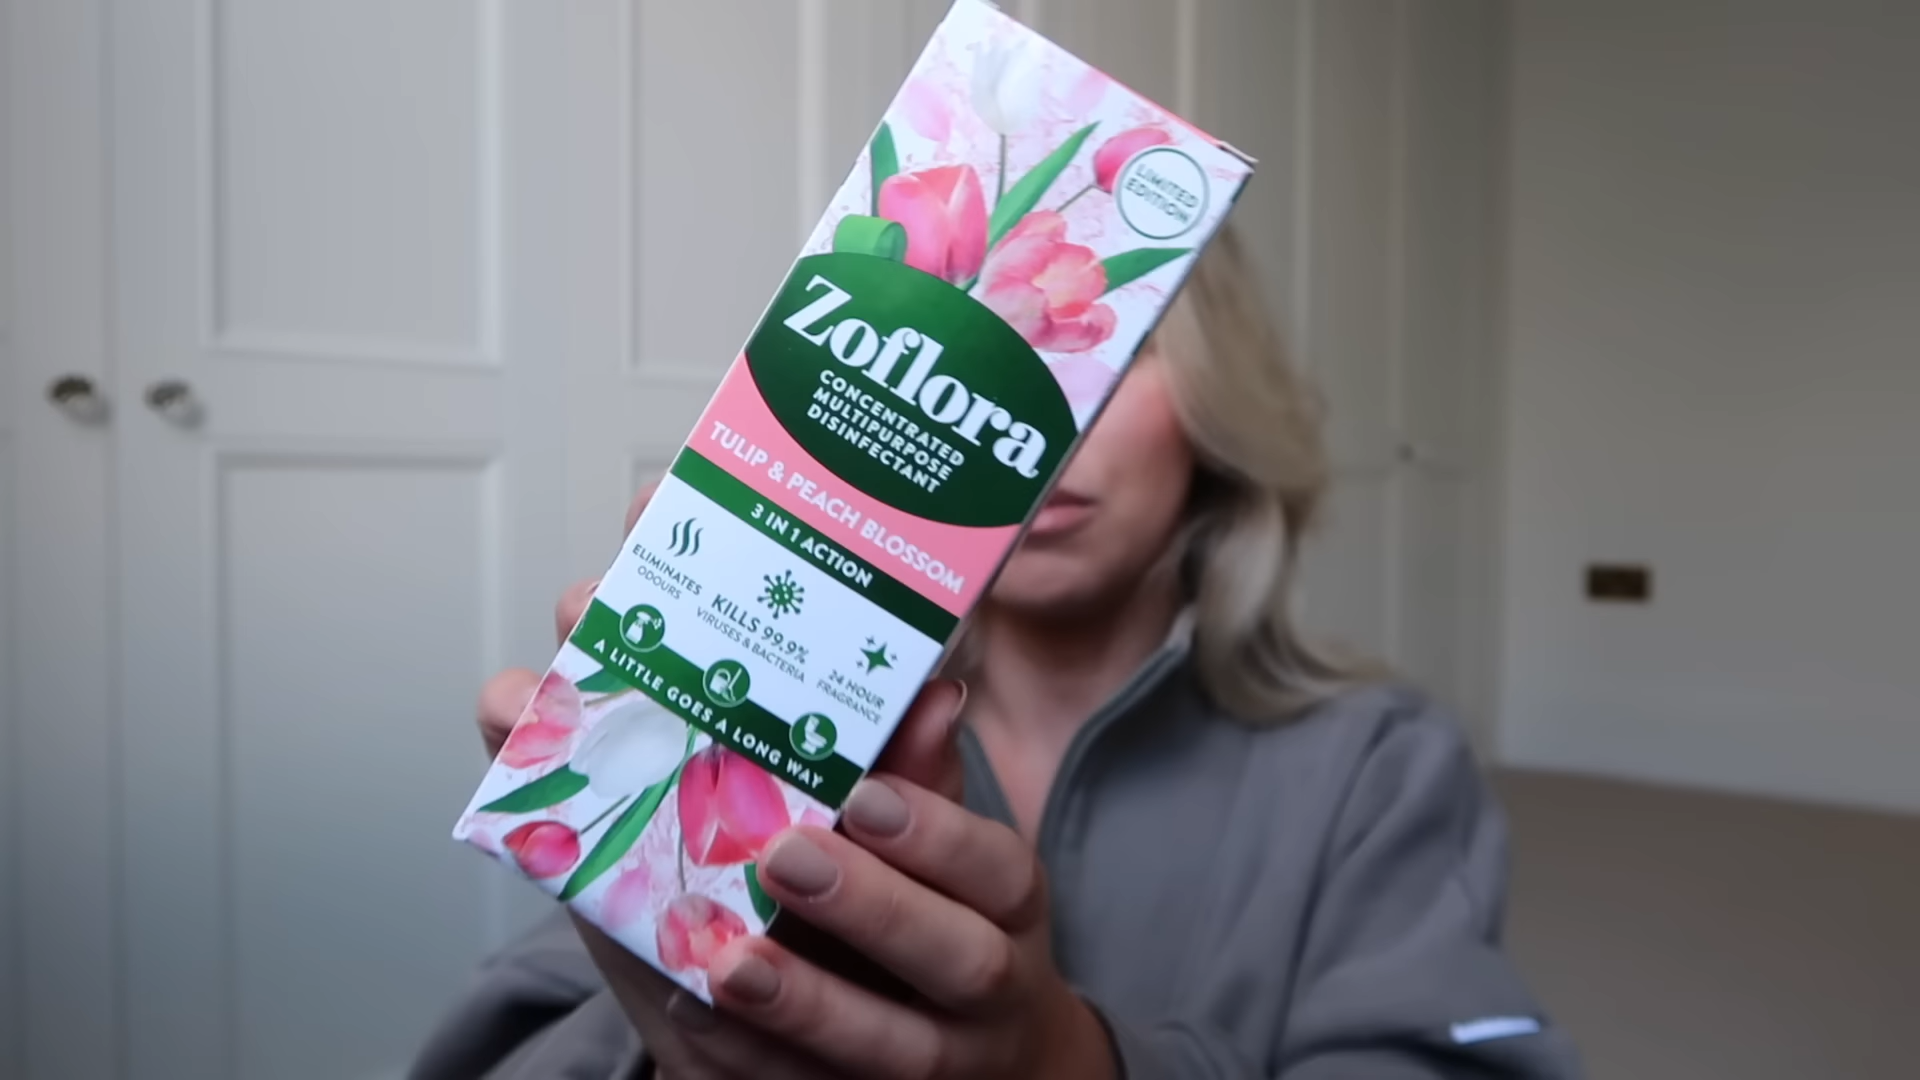 LIMITED
EDITION
Zoflora
CONCENTRATED
MULTIPURPOSE
DISINFECTANT
TULIP & PEACH BLOSSOM
3 IN 1 ACTION
ELIMINATES
ODOURS
KILLS 99.9%
VIRUSES & BACTERIA
24 HOUR
FRAGRANCE
A LITTLE GOES A LONG WAY